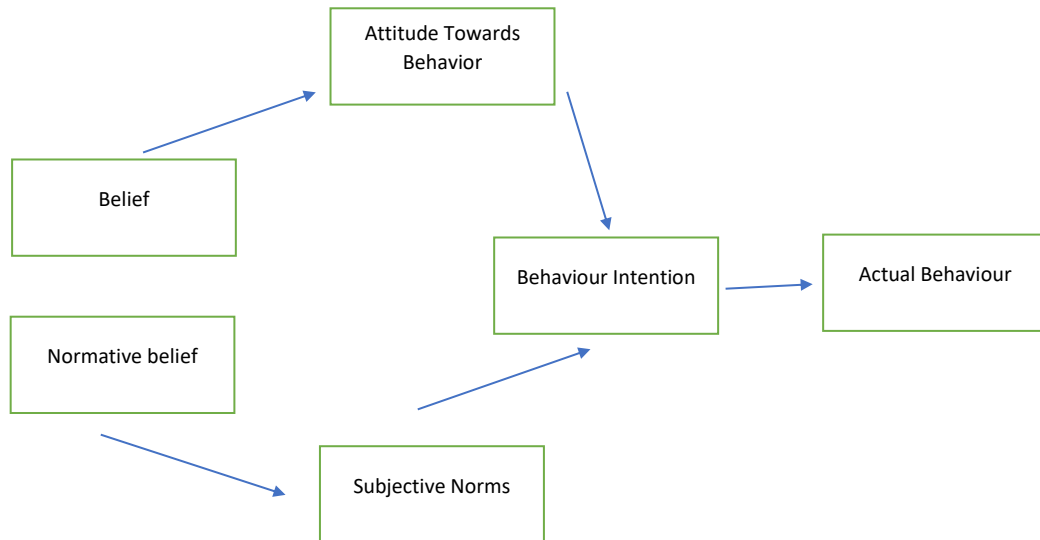 Attitude Towards
Behavior
Belief
Behaviour Intention
Actual Behaviour
Normative belief
Subjective Norms